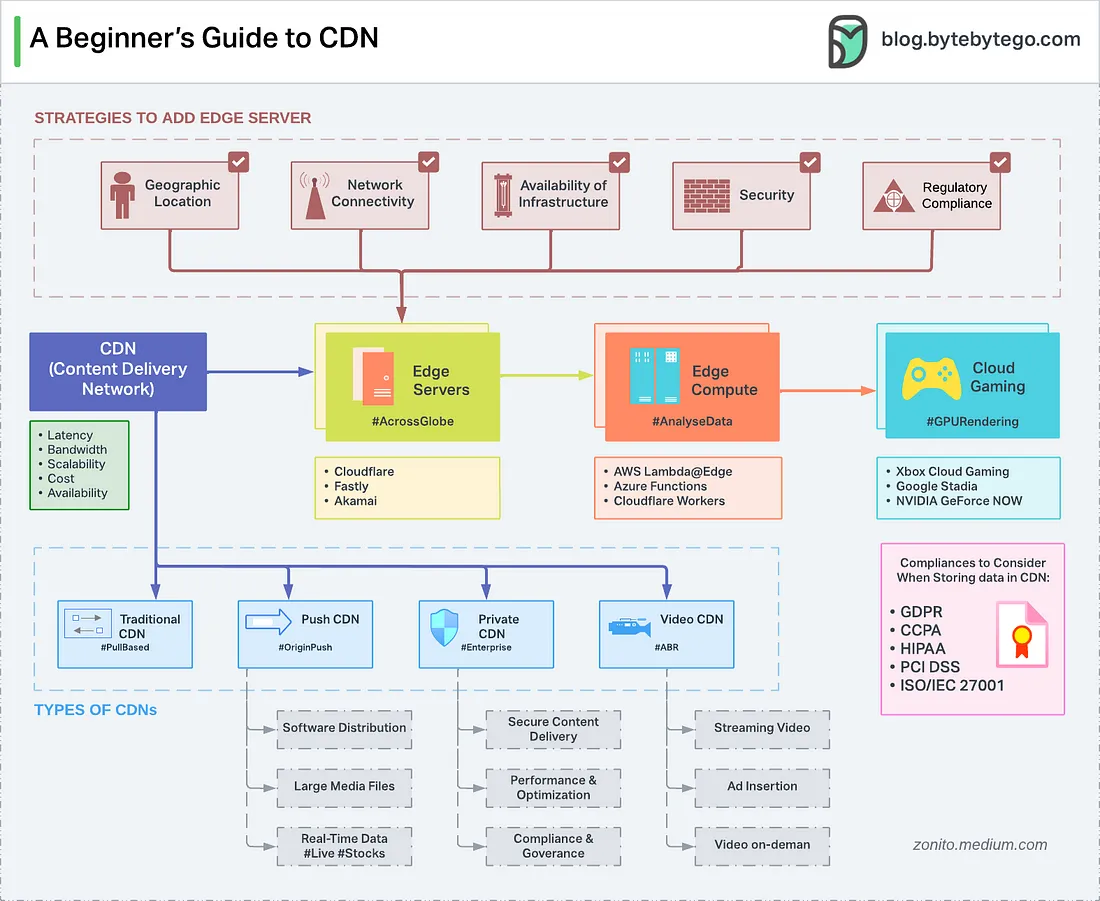 A Beginner's Guide to CDN
blog.bytebytego.com
STRATEGIES TO ADD EDGE SERVER
Geographic
Location
Network
Connectivity
Availability of
Infrastructure
Security
Regulatory
Compliance
CDN
(Content Delivery
Network)
• Latency
• Bandwidth
• Scalability
• Cost
• Availability
Edge
Servers
#AcrossGlobe
• Cloudflare
• Fastly
• Akamai
Edge
Compute
#AnalyseData
• AWS Lambda@Edge
• Azure Functions
• Cloudflare Workers
Cloud
Gaming
#GPURendering
• Xbox Cloud Gaming
• Google Stadia
• NVIDIA GeForce NOW
Traditional
CDN
#PullBased
Push CDN
#OriginPush
Private
CDN
#Enterprise
Video CDN
#ABR
TYPES OF CDNs
Software Distribution
Large Media Files
Real-Time Data
#Live #Stocks
Secure Content
Delivery
Performance &
Optimization
Compliance &
Goverance
Streaming Video
Ad Insertion
Video on-deman
Compliances to Consider
When Storing data in CDN:
• GDPR
• CCPA
• HIPAA
• PCI DSS
• ISO/IEC 27001
zonito.medium.com